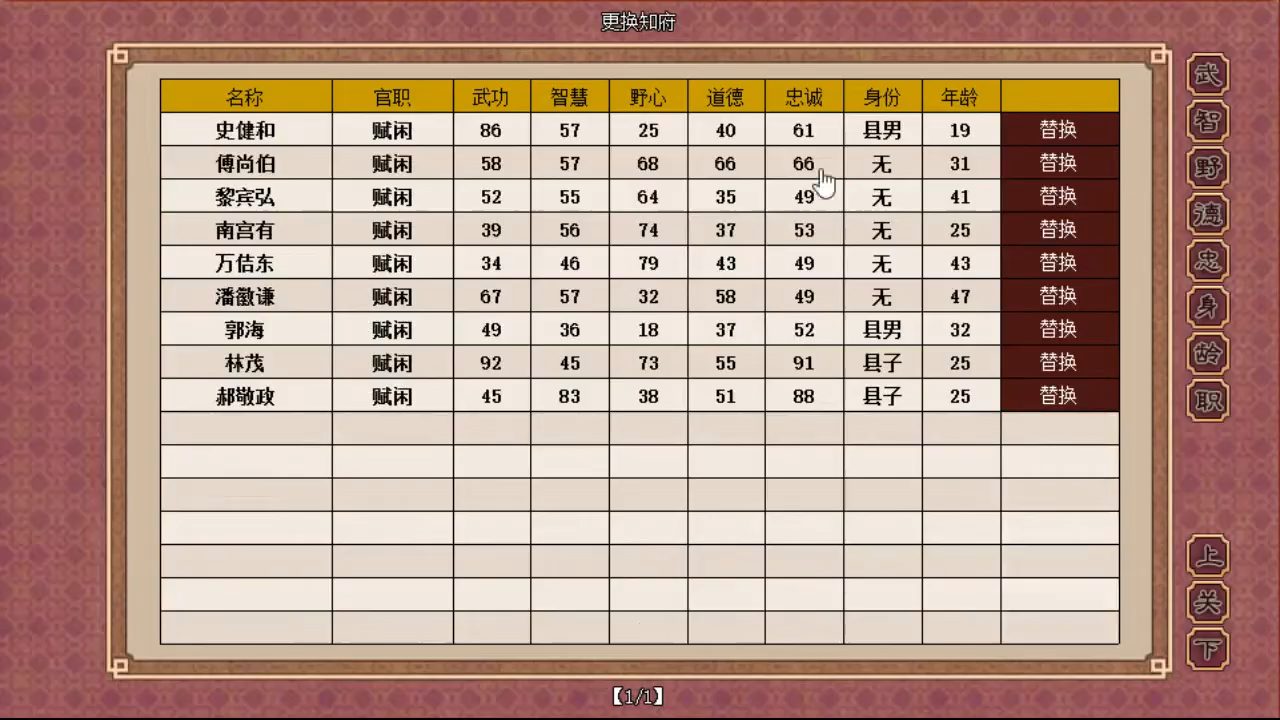 更换知府
名称 官职 武功 智慧 野心 道德 忠诚 身份 年龄
史健和 赋闲 86 57 25 40 61 县男 19 替换
傅尚伯 赋闲 58 57 68 66 66 无 31 替换
黎宾弘 赋闲 52 55 64 35 49 无 41 替换
南宫有 赋闲 39 56 74 37 53 无 25 替换
万佶东 赋闲 34 46 79 43 49 无 43 替换
潘徽谦 赋闲 67 57 32 58 49 无 47 替换
郭海 赋闲 49 36 18 37 52 县男 32 替换
林茂 赋闲 92 45 73 55 91 县子 25 替换
郝敬政 赋闲 45 83 38 51 88 县子 25 替换
武
智
野
德
忠
身
龄
职
上
关
下
【1/1】